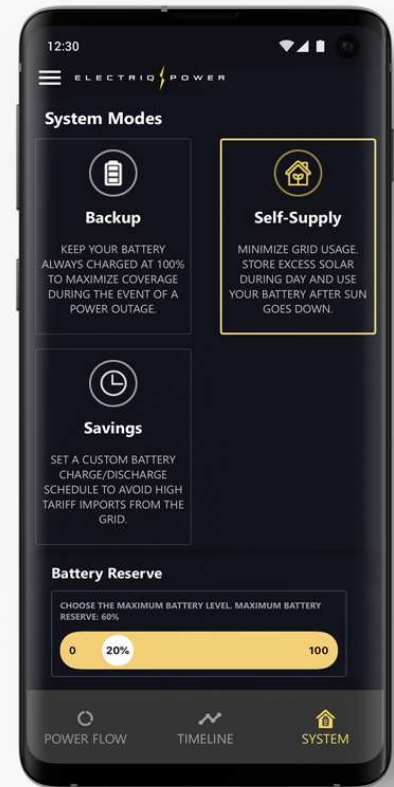 12:30
ELECTRIQ POWER
System Modes
Backup
KEEP YOUR BATTERY
ALWAYS CHARGED AT 100%
TO MAXIMIZE COVERAGE
DURING THE EVENT OF A
POWER OUTAGE.
Self-Supply
MINIMIZE GRID USAGE.
STORE EXCESS SOLAR
DURING DAY AND USE
YOUR BATTERY AFTER SUN
GOES DOWN.
Savings
SET A CUSTOM BATTERY
CHARGE/DISCHARGE
SCHEDULE TO AVOID HIGH
TARIFF IMPORTS FROM THE
GRID.
Battery Reserve
CHOOSE THE MAXIMUM BATTERY LEVEL. MAXIMUM BATTERY
RESERVE: 60%
0 20% 100
POWER FLOW TIMELINE SYSTEM